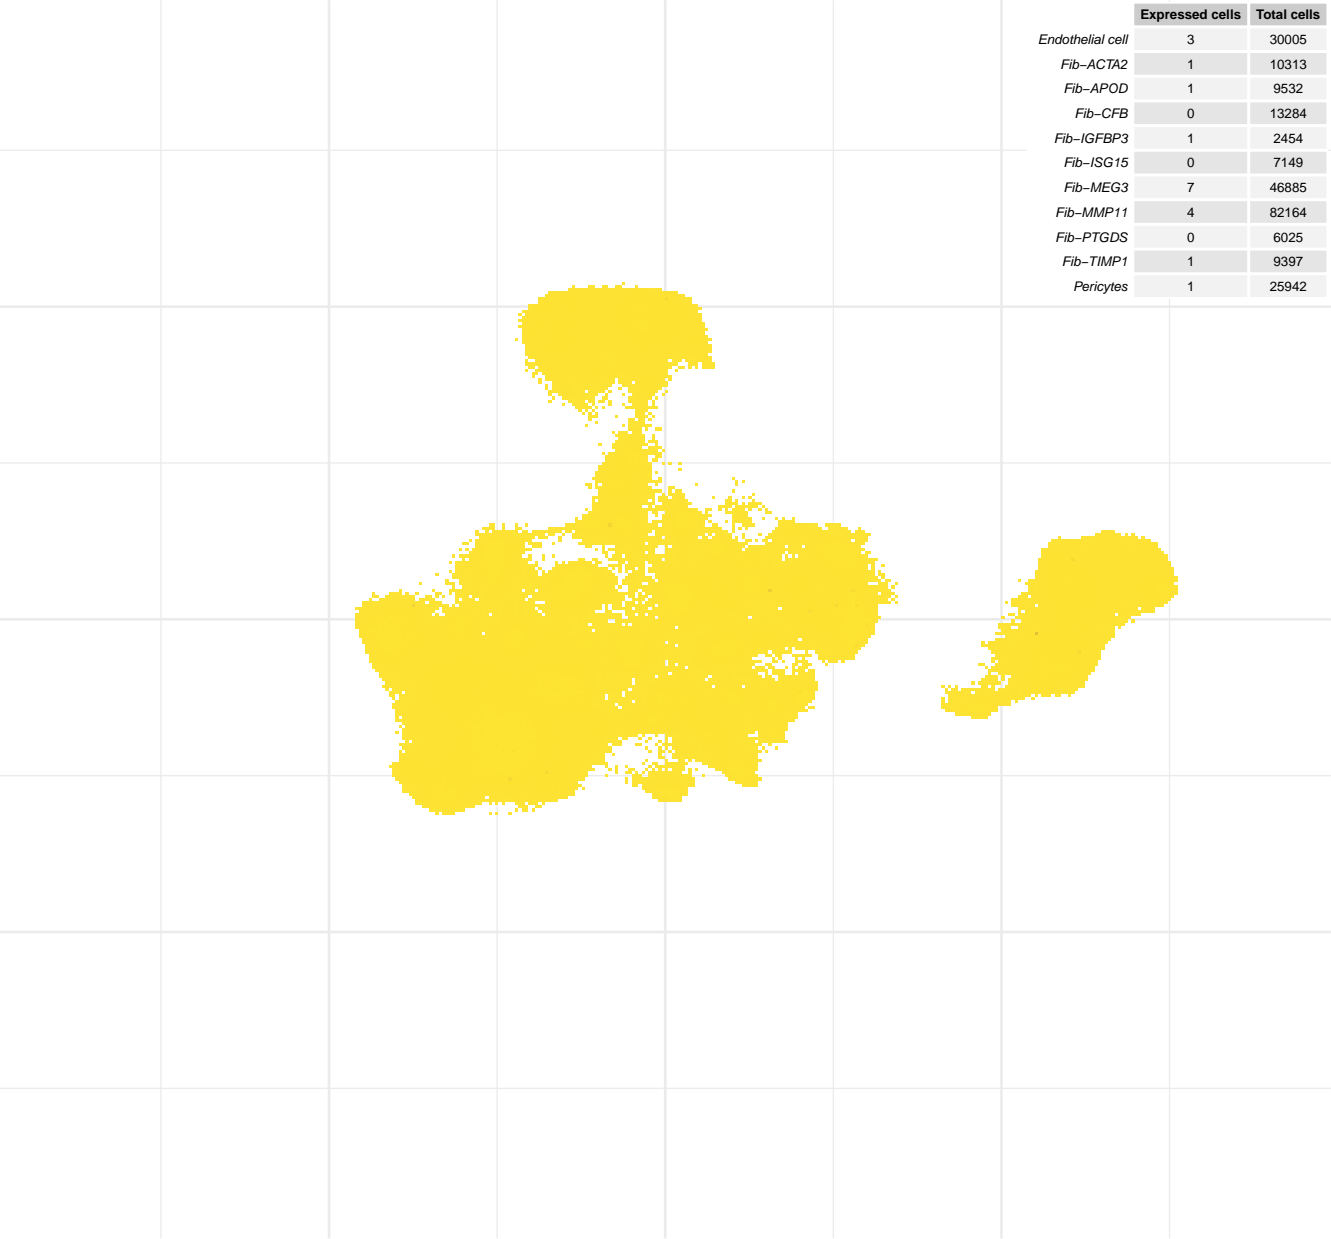 Expressed cells Total cells
Endothelial cell 3 30005
Fib−ACTA2 1 10313
Fib−APOD 1 9532
Fib−CFB 0 13284
Fib−IGFBP3 1 2454
Fib−ISG15 0 7149
Fib−MEG3 7 46885
Fib−MMP11 4 82164
Fib−PTGDS 0 6025
Fib−TIMP1 1 9397
Pericytes 1 25942